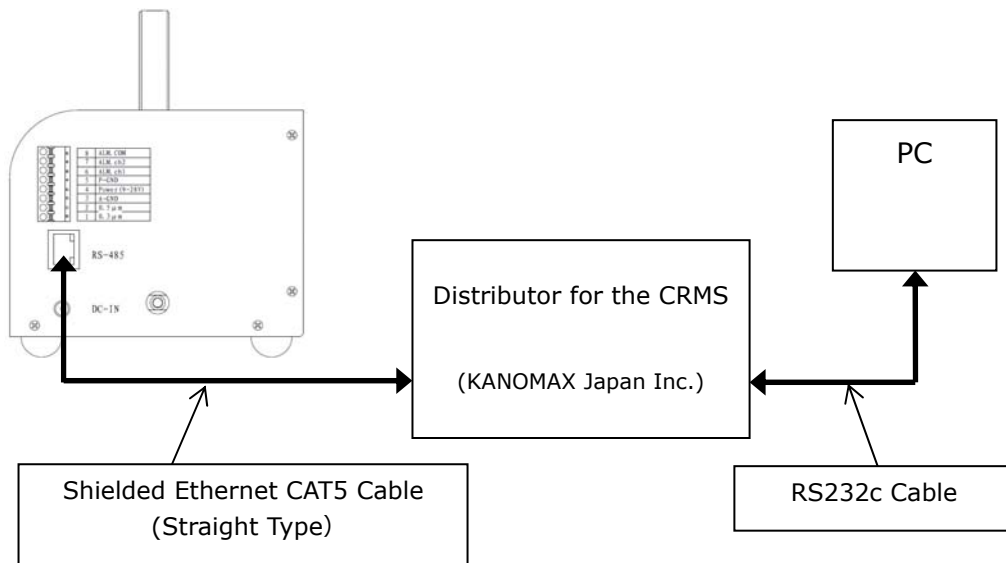 8 ALM.COM
7 ALM.ch2
6 ALM.ch1
5 P-GND
4 Power(9-28V)
3 A-GND
2 0.5μm
1 0.3μm
RS-485
DC-IN
PC
Distributor for the CRMS
(KANOMAX Japan Inc.)
Shielded Ethernet CAT5 Cable
(Straight Type)
RS232c Cable